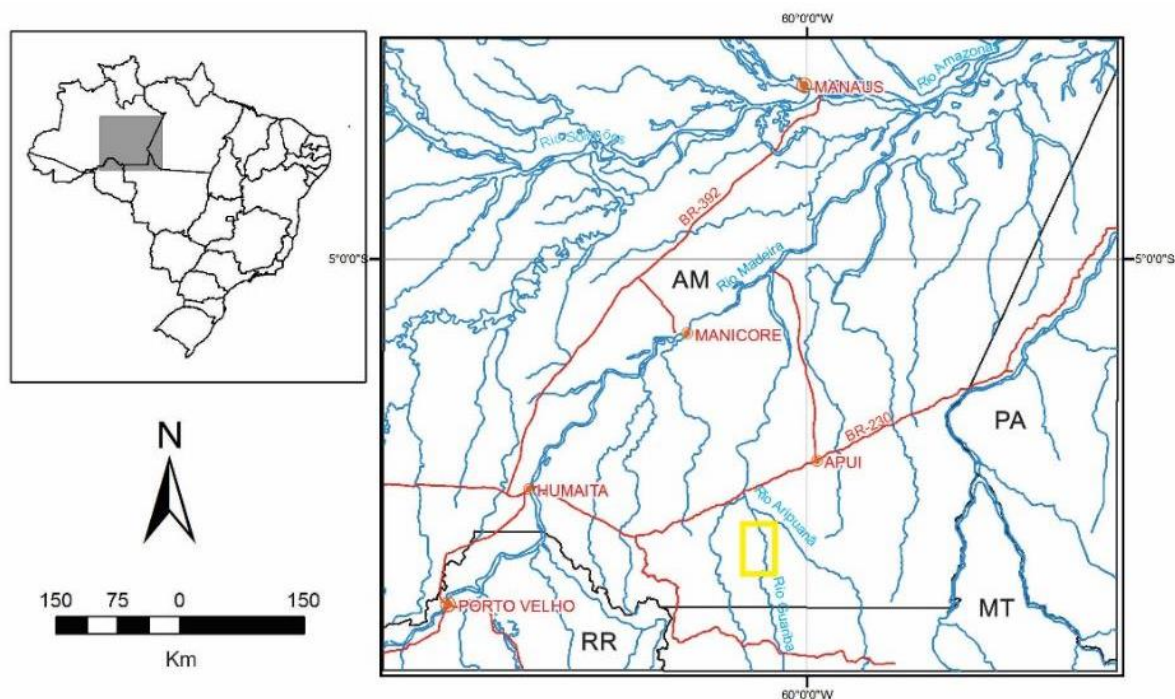 60°0'0"W
MANAUS
Rio Amazonas
Rio Solimões
BR-392
5°0'0"S
5°0'0"S
AM
Rio Madeira
MANICORE
PA
BR-230
APUI
HUMAITA
Rio Aripuanã
N
150 75 0 150
Km
PORTO VELHO
RR
Rio Guariba
MT
60°0'0"W